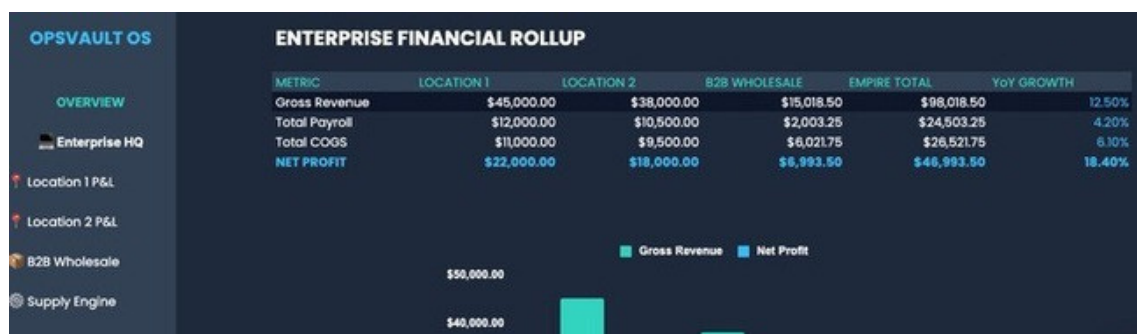 OPSVAULT OS
OVERVIEW
Enterprise HQ
Location 1 P&L
Location 2 P&L
B2B Wholesale
Supply Engine
ENTERPRISE FINANCIAL ROLLUP
METRIC LOCATION 1 LOCATION 2 B2B WHOLESALE EMPIRE TOTAL YoY GROWTH
Gross Revenue $45,000.00 $38,000.00 $15,018.50 $98,018.50 12.50%
Total Payroll $12,000.00 $10,500.00 $2,003.25 $24,503.25 4.20%
Total COGS $11,000.00 $9,500.00 $6,021.75 $26,521.75 6.10%
NET PROFIT $22,000.00 $18,000.00 $6,993.50 $46,993.50 18.40%
Gross Revenue Net Profit
$50,000.00
$40,000.00